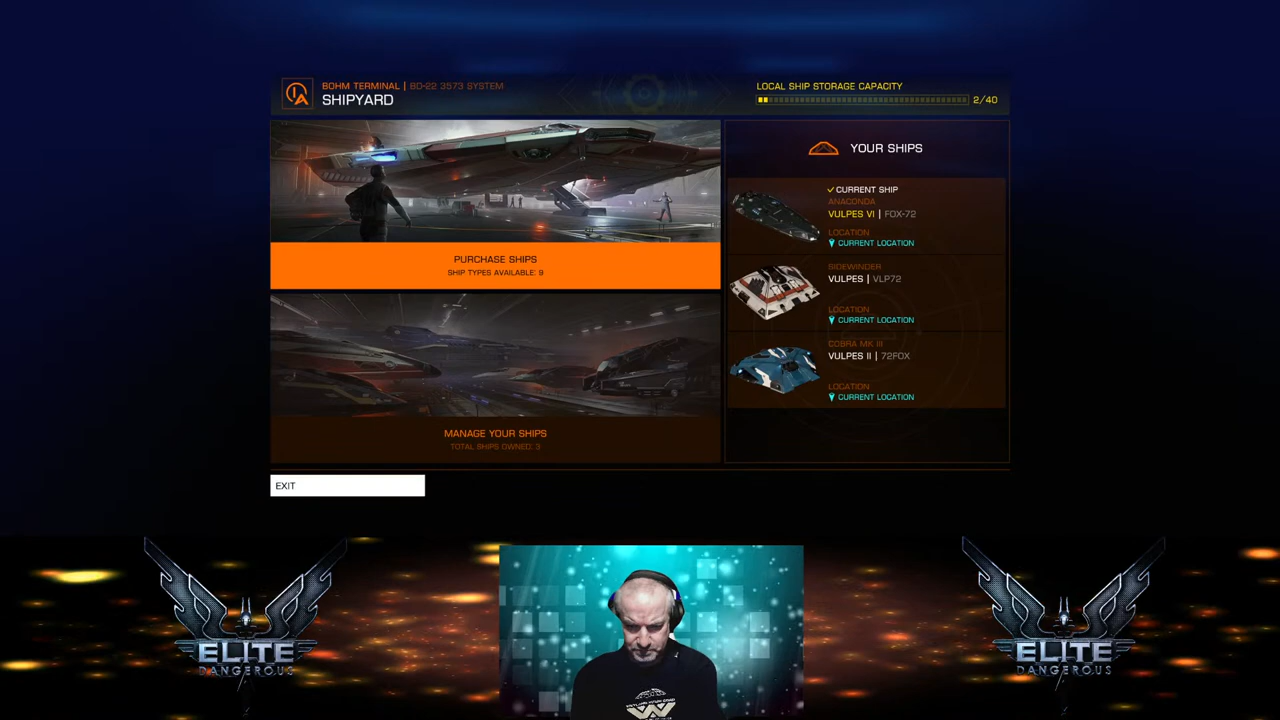 BOHM TERMINAL | BD-22 3573 SYSTEM
SHIPYARD
LOCAL SHIP STORAGE CAPACITY
2/40
PURCHASE SHIPS
SHIP TYPES AVAILABLE: 9
MANAGE YOUR SHIPS
TOTAL SHIPS OWNED: 3
YOUR SHIPS
CURRENT SHIP
ANACONDA
VULPES VI | FOX-72
LOCATION
CURRENT LOCATION
SIDEWINDER
VULPES | VLP72
LOCATION
CURRENT LOCATION
COBRA MK III
VULPES II | 72FOX
LOCATION
CURRENT LOCATION
EXIT
ELITE
DANGEROUS
ELITE
DANGEROUS